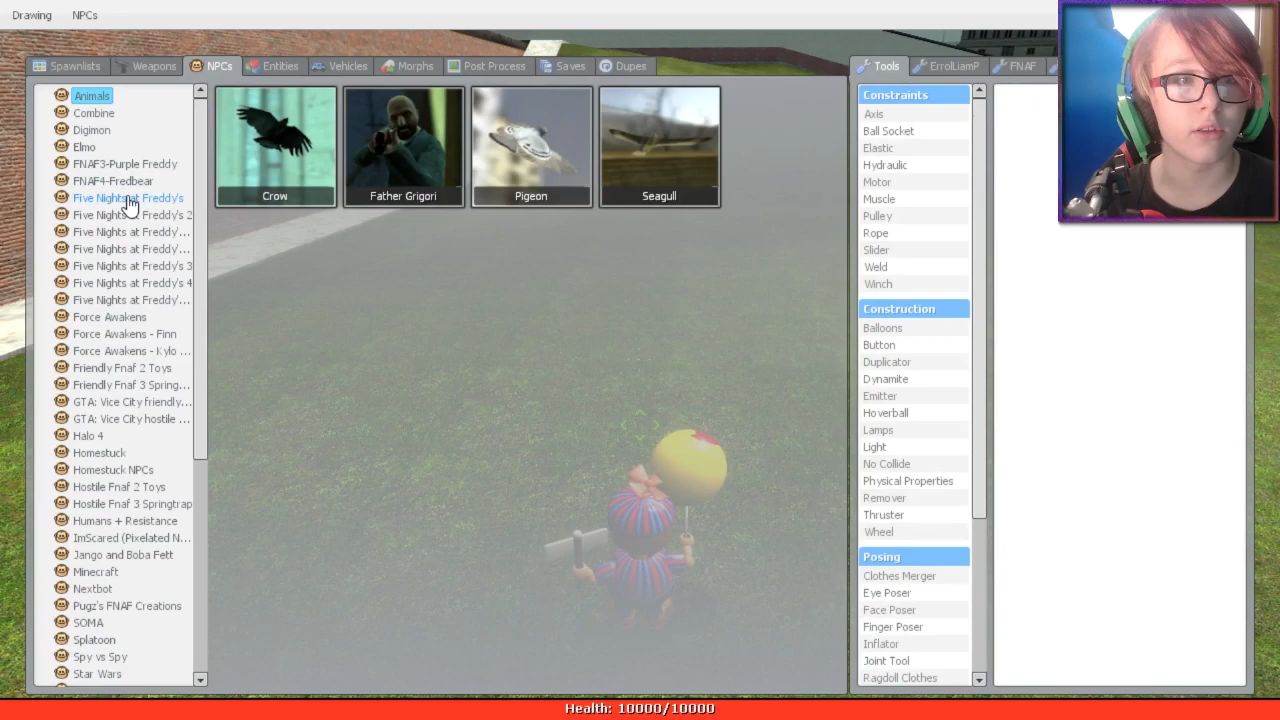 Drawing NPCs
Spawnlists Weapons NPCs Entities Vehicles Morphs Post Process Saves Dupes
Animals
Combine
Digimon
Elmo
FNAF3-Purple Freddy
FNAF4-Fredbear
Five Nights at Freddy's
Five Nights at Freddy's 2
Five Nights at Freddy'...
Five Nights at Freddy'...
Five Nights at Freddy's 3
Five Nights at Freddy's 4
Five Nights at Freddy'...
Force Awakens
Force Awakens - Finn
Force Awakens - Kylo ...
Friendly Fnaf 2 Toys
Friendly Fnaf 3 Spring...
GTA: Vice City friendly...
GTA: Vice City hostile ...
Halo 4
Homestuck
Homestuck NPCs
Hostile Fnaf 2 Toys
Hostile Fnaf 3 Springtrap
Humans + Resistance
ImScared (Pixelated N...
Jango and Boba Fett
Minecraft
Nextbot
Pugz's FNAF Creations
SOMA
Splatoon
Spy vs Spy
Star Wars
Crow
Father Grigori
Pigeon
Seagull
Tools ErrolLiamP FNAF
Constraints
Axis
Ball Socket
Elastic
Hydraulic
Motor
Muscle
Pulley
Rope
Slider
Weld
Winch
Construction
Balloons
Button
Duplicator
Dynamite
Emitter
Hoverball
Lamps
Light
No Collide
Physical Properties
Remover
Thruster
Wheel
Posing
Clothes Merger
Eye Poser
Face Poser
Finger Poser
Inflator
Joint Tool
Ragdoll Clothes
Health: 10000/10000